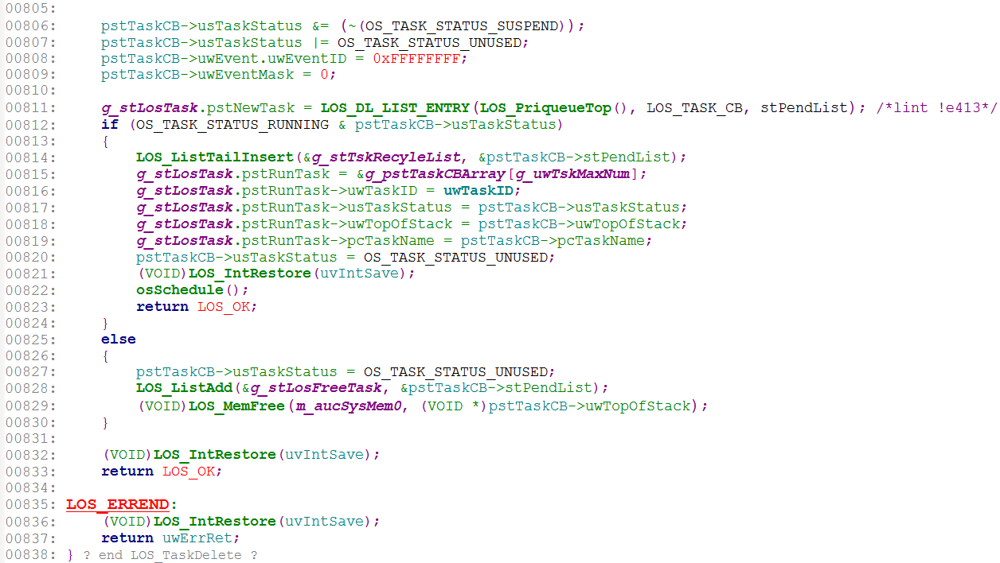 00805:
00806:     pstTaskCB->usTaskStatus &= (~(OS_TASK_STATUS_SUSPEND));
00807:     pstTaskCB->usTaskStatus |= OS_TASK_STATUS_UNUSED;
00808:     pstTaskCB->uwEvent.uwEventID = 0xFFFFFFFF;
00809:     pstTaskCB->uwEventMask = 0;
00810:
00811:     g_stLosTask.pstNewTask = LOS_DL_LIST_ENTRY(LOS_PriqueueTop(), LOS_TASK_CB, stPendList); /*lint !e413*/
00812:     if (OS_TASK_STATUS_RUNNING & pstTaskCB->usTaskStatus)
00813:     {
00814:         LOS_ListTailInsert(&g_stTskRecyleList, &pstTaskCB->stPendList);
00815:         g_stLosTask.pstRunTask = &g_pstTaskCBArray[g_uwTskMaxNum];
00816:         g_stLosTask.pstRunTask->uwTaskID = uwTaskID;
00817:         g_stLosTask.pstRunTask->usTaskStatus = pstTaskCB->usTaskStatus;
00818:         g_stLosTask.pstRunTask->uwTopOfStack = pstTaskCB->uwTopOfStack;
00819:         g_stLosTask.pstRunTask->pcTaskName = pstTaskCB->pcTaskName;
00820:         pstTaskCB->usTaskStatus = OS_TASK_STATUS_UNUSED;
00821:         (VOID)LOS_IntRestore(uvIntSave);
00822:         osSchedule();
00823:         return LOS_OK;
00824:     }
00825:     else
00826:     {
00827:         pstTaskCB->usTaskStatus = OS_TASK_STATUS_UNUSED;
00828:         LOS_ListAdd(&g_stLosFreeTask, &pstTaskCB->stPendList);
00829:         (VOID)LOS_MemFree(m_aucSysMem0, (VOID *)pstTaskCB->uwTopOfStack);
00830:     }
00831:
00832:     (VOID)LOS_IntRestore(uvIntSave);
00833:     return LOS_OK;
00834:
00835: LOS_ERREND:
00836:     (VOID)LOS_IntRestore(uvIntSave);
00837:     return uwErrRet;
00838: } ? end LOS_TaskDelete ?